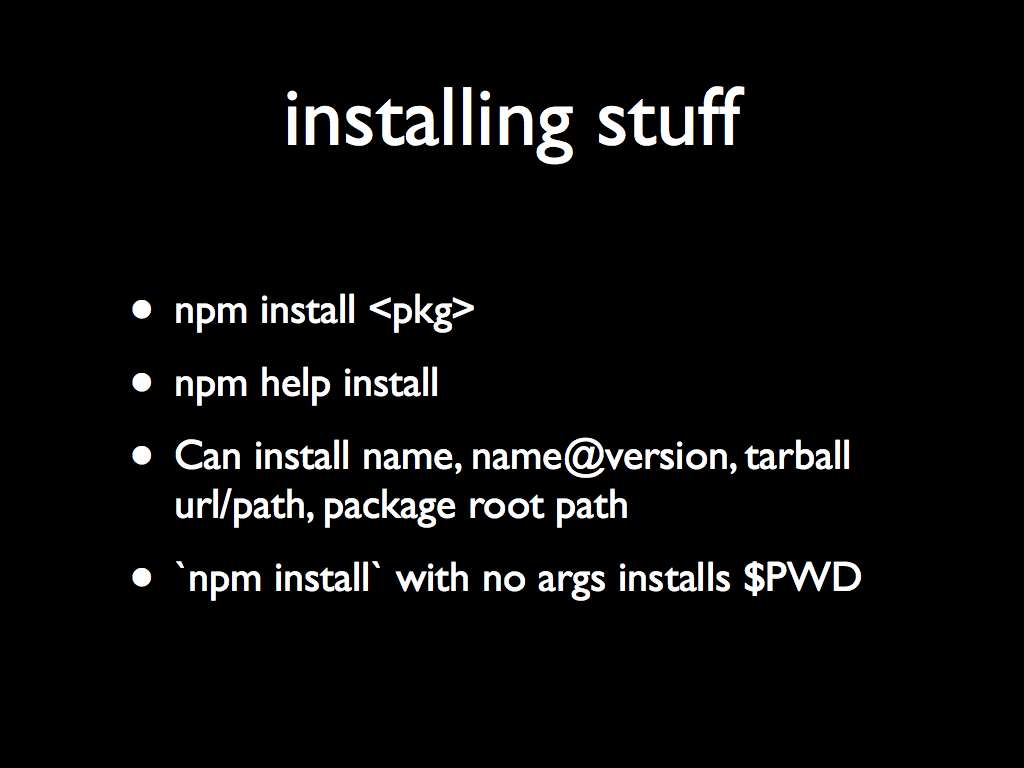 installing stuff
• npm install <pkg>
• npm help install
• Can install name, name@version, tarball
url/path, package root path
• `npm install` with no args installs $PWD